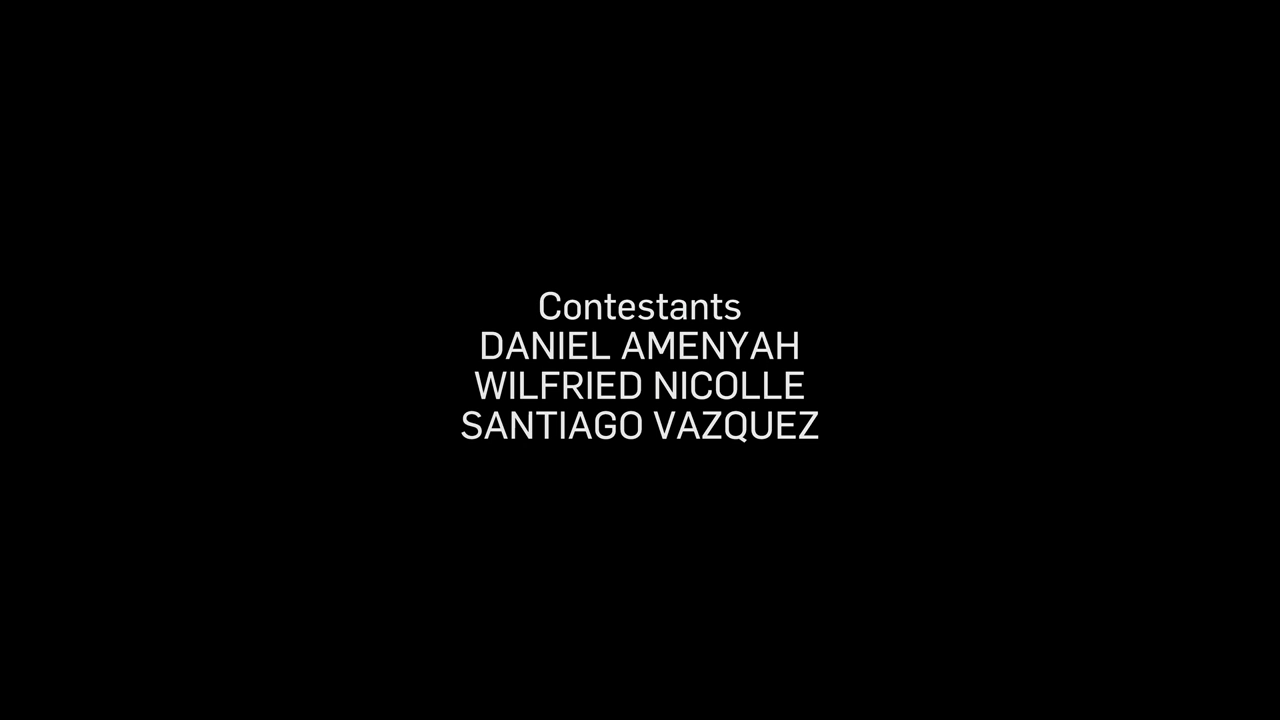 Contestants
DANIEL AMENYAH
WILFRIED NICOLLE
SANTIAGO VAZQUEZ